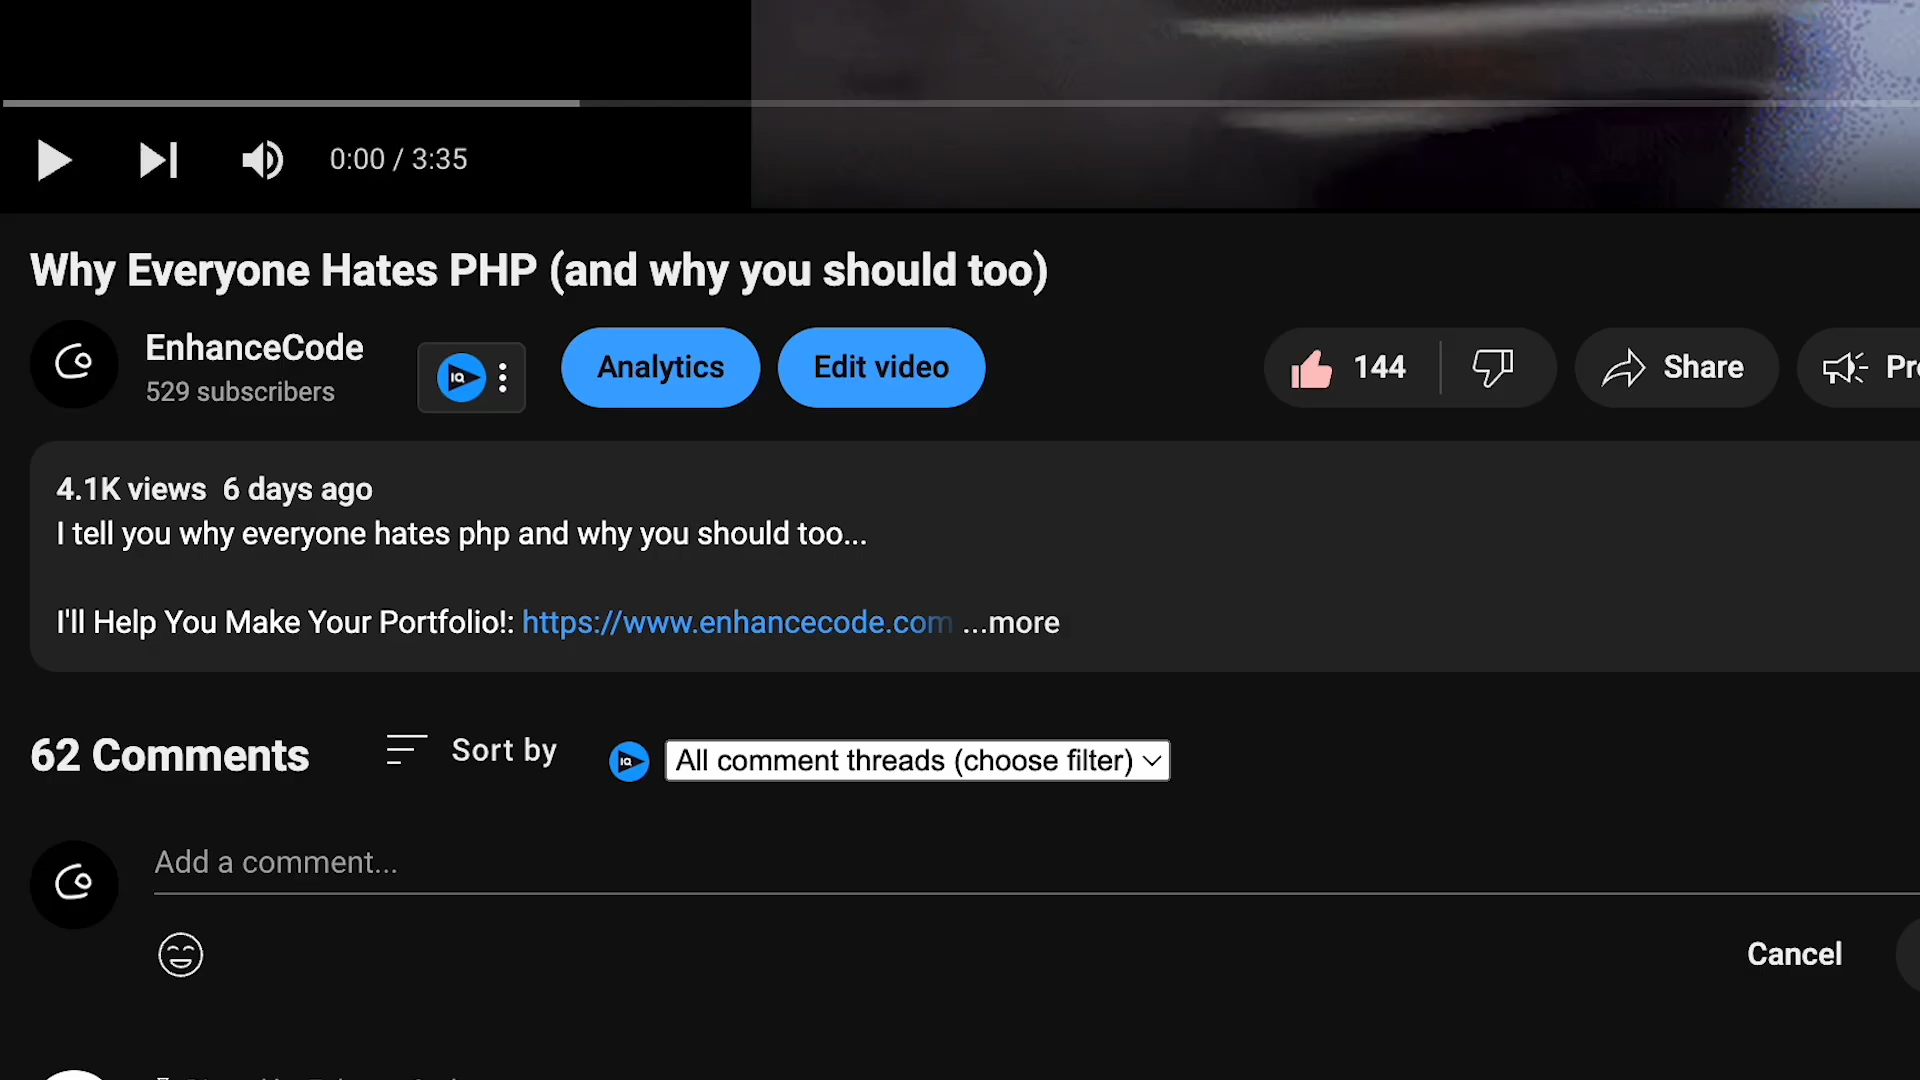 0:00 / 3:35
Why Everyone Hates PHP (and why you should too)
EnhanceCode
529 subscribers
IQ
Analytics
Edit video
144
Share
4.1K views 6 days ago
I tell you why everyone hates php and why you should too...
I'll Help You Make Your Portfolio!: https://www.enhancecode.com ...more
62 Comments
Sort by
IQ
All comment threads (choose filter)
Add a comment...
Cancel